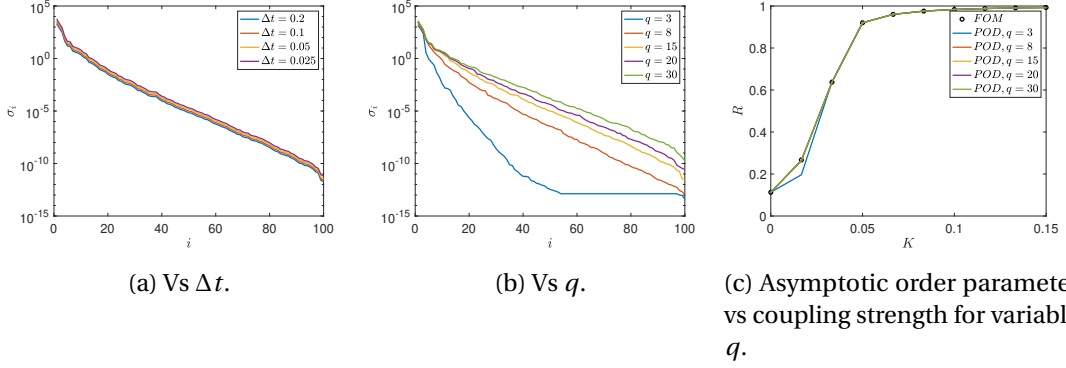 10^5
10^0
10^-5
10^-10
10^-15
σ_i
0 20 40 60 80 100
i
Δt = 0.2
Δt = 0.1
Δt = 0.05
Δt = 0.025
(a) Vs Δt.
10^5
10^0
10^-5
10^-10
10^-15
σ_i
0 20 40 60 80 100
i
q = 3
q = 8
q = 15
q = 20
q = 30
(b) Vs q.
1
0.8
0.6
0.4
0.2
0
R
0 0.05 0.1 0.15
K
FOM
POD, q = 3
POD, q = 8
POD, q = 15
POD, q = 20
POD, q = 30
(c) Asymptotic order paramete
vs coupling strength for variabl
q.